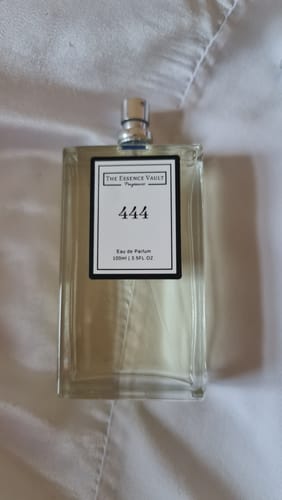 THE ESSENCE VAULT
Fragrances
444
Eau de Parfum
100ml | 3.5FL.OZ